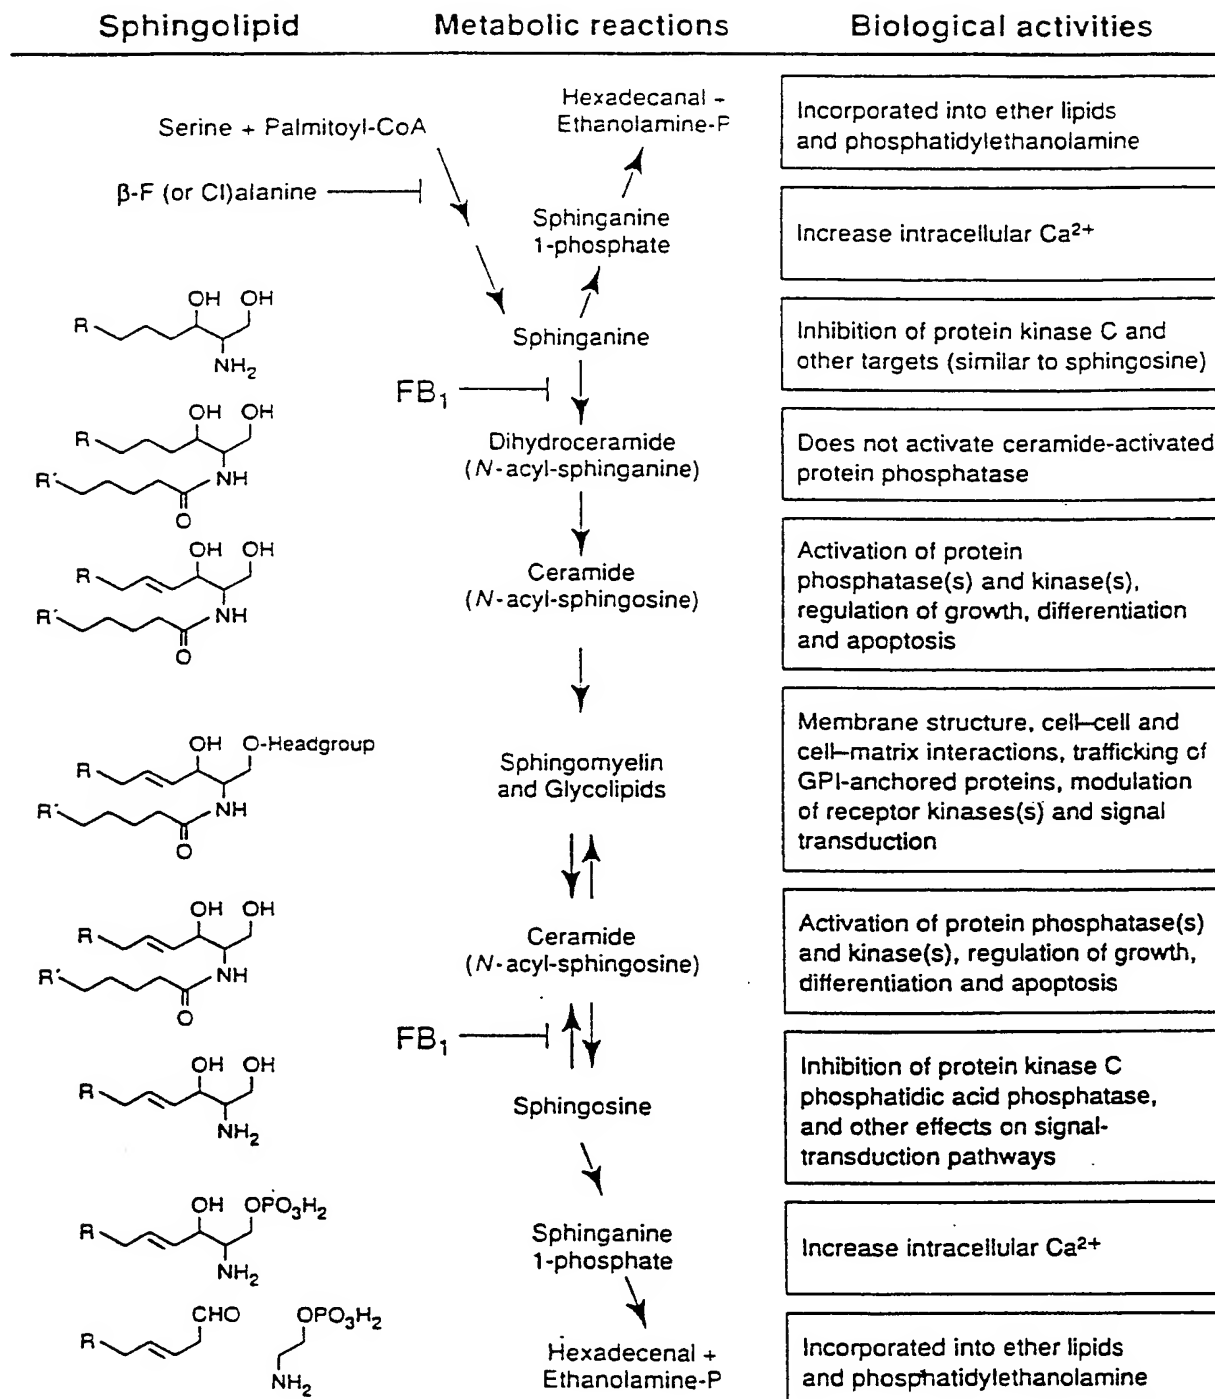 Sphingolipid
Metabolic reactions
Biological activities
Hexadecanal +
Ethanolamine-P
Incorporated into ether lipids
and phosphatidylethanolamine
Serine + Palmitoyl-CoA
β-F (or Cl)alanine
Sphinganine
1-phosphate
Increase intracellular Ca²⁺
OH OH
R
NH₂
Sphinganine
Inhibition of protein kinase C and
other targets (similar to sphingosine)
FB₁
OH OH
R
R' NH
O
Dihydroceramide
(N-acyl-sphinganine)
Does not activate ceramide-activated
protein phosphatase
OH OH
R
R' NH
O
Ceramide
(N-acyl-sphingosine)
Activation of protein
phosphatase(s) and kinase(s),
regulation of growth, differentiation
and apoptosis
OH O-Headgroup
R
R' NH
O
Sphingomyelin
and Glycolipids
Membrane structure, cell–cell and
cell–matrix interactions, trafficking of
GPI-anchored proteins, modulation
of receptor kinases(s) and signal
transduction
OH OH
R
R' NH
O
Ceramide
(N-acyl-sphingosine)
Activation of protein phosphatase(s)
and kinase(s), regulation of growth,
differentiation and apoptosis
FB₁
OH OH
R
NH₂
Sphingosine
Inhibition of protein kinase C
phosphatidic acid phosphatase,
and other effects on signal-
transduction pathways
OH OPO₃H₂
R
NH₂
Sphinganine
1-phosphate
Increase intracellular Ca²⁺
CHO OPO₃H₂
R
NH₂
Hexadecenal +
Ethanolamine-P
Incorporated into ether lipids
and phosphatidylethanolamine